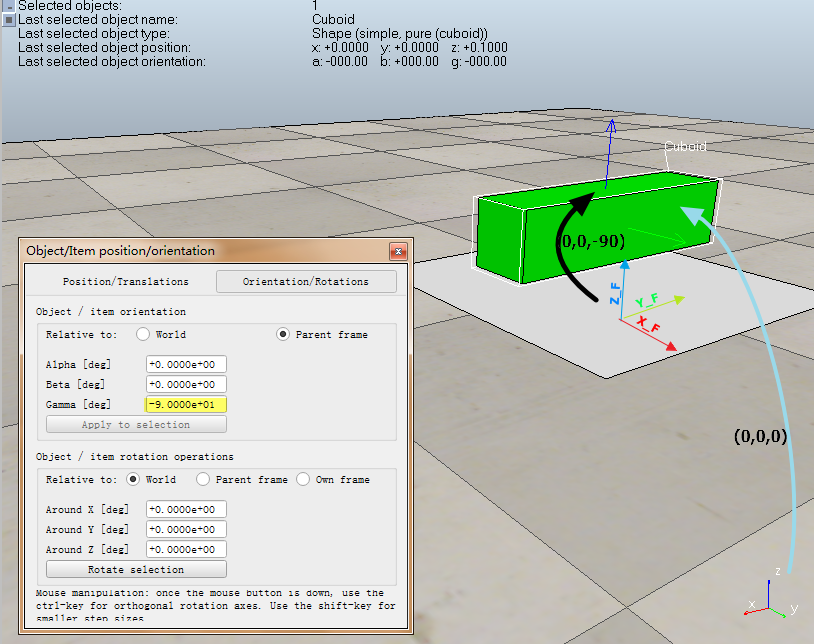 Selected objects: 1
Last selected object name: Cuboid
Last selected object type: Shape (simple, pure (cuboid))
Last selected object position: x: +0.0000 y: +0.0000 z: +0.1000
Last selected object orientation: a: -000.00 b: +000.00 g: -000.00
Cuboid
0,0,-90)
Object/Item position/orientation
x
Position/Translations Orientation/Rotations
Object / item orientation
Relative to: World Parent frame
Alpha [deg] +0.0000e+00
Beta [deg] +0.0000e+00
Gamma [deg] -9.0000e+01
Apply to selection
Object / item rotation operations
Relative to: World Parent frame Own frame
Around X [deg] +0.0000e+00
Around Y [deg] +0.0000e+00
Around Z [deg] +0.0000e+00
Rotate selection
Mouse manipulation: once the mouse button is down, use the
ctrl-key for orthogonal rotation axes. Use the shift-key for
smaller step sizes
Z_F
Y_F
X_F
(0,0,0)
z
x
y